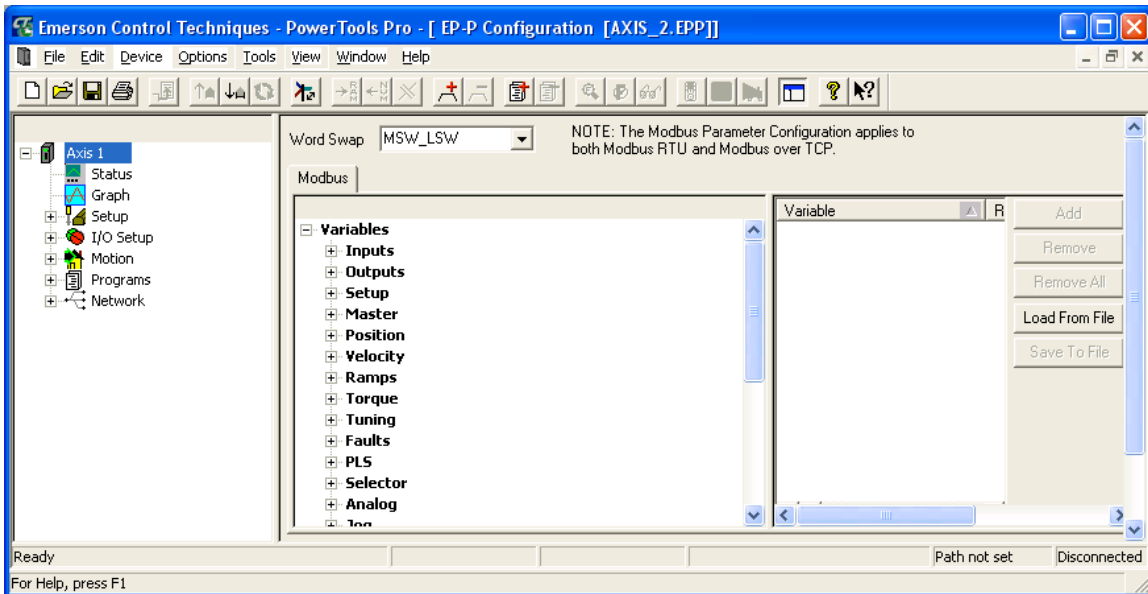 Emerson Control Techniques - PowerTools Pro - [ EP-P Configuration [AXIS_2.EPP]]
File Edit Device Options Tools View Window Help
Axis 1
Status
Graph
Setup
I/O Setup
Motion
Programs
Network
Word Swap MSW_LSW
NOTE: The Modbus Parameter Configuration applies to
both Modbus RTU and Modbus over TCP.
Modbus
Variables
Inputs
Outputs
Setup
Master
Position
Velocity
Ramps
Torque
Tuning
Faults
PLS
Selector
Analog
Jog
Variable R
Add
Remove
Remove All
Load From File
Save To File
Ready Path not set Disconnected
For Help, press F1